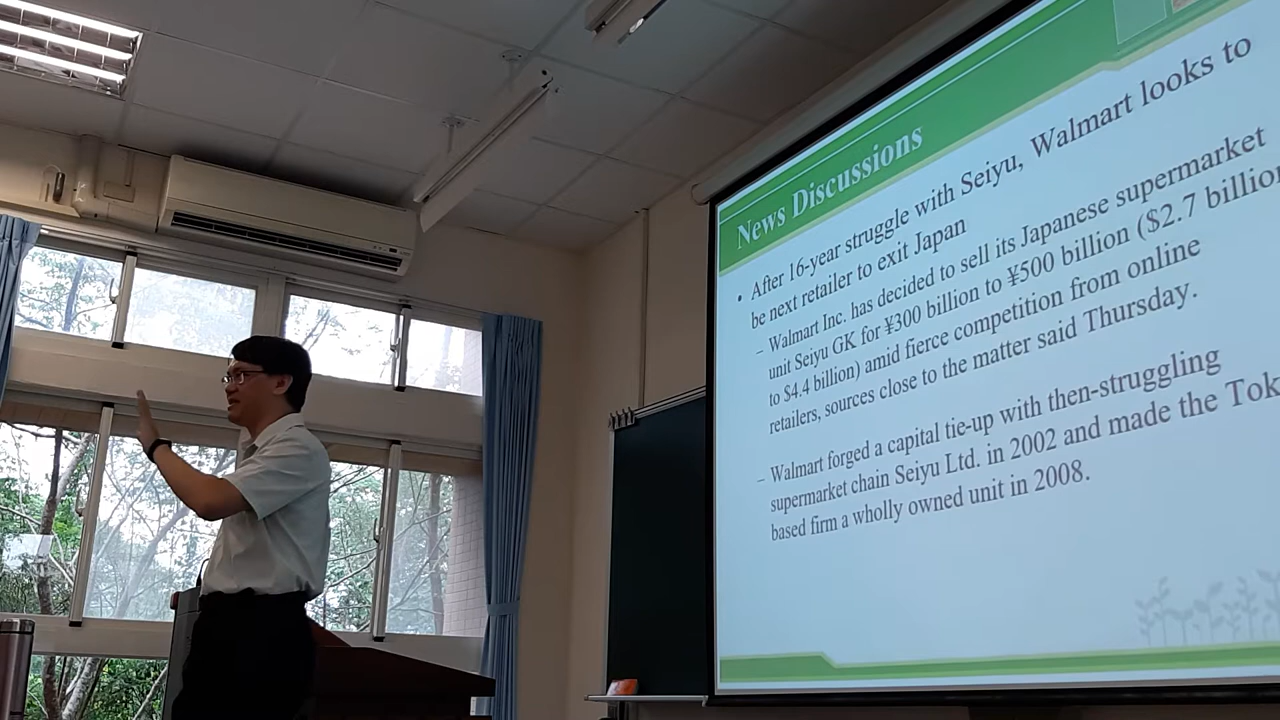 News Discussions
• After 16-year struggle with Seiyu, Walmart looks to
be next retailer to exit Japan
– Walmart Inc. has decided to sell its Japanese supermarket
unit Seiyu GK for ¥300 billion to ¥500 billion ($2.7 billion
to $4.4 billion) amid fierce competition from online
retailers, sources close to the matter said Thursday.
– Walmart forged a capital tie-up with then-struggling
supermarket chain Seiyu Ltd. in 2002 and made the Tok
based firm a wholly owned unit in 2008.